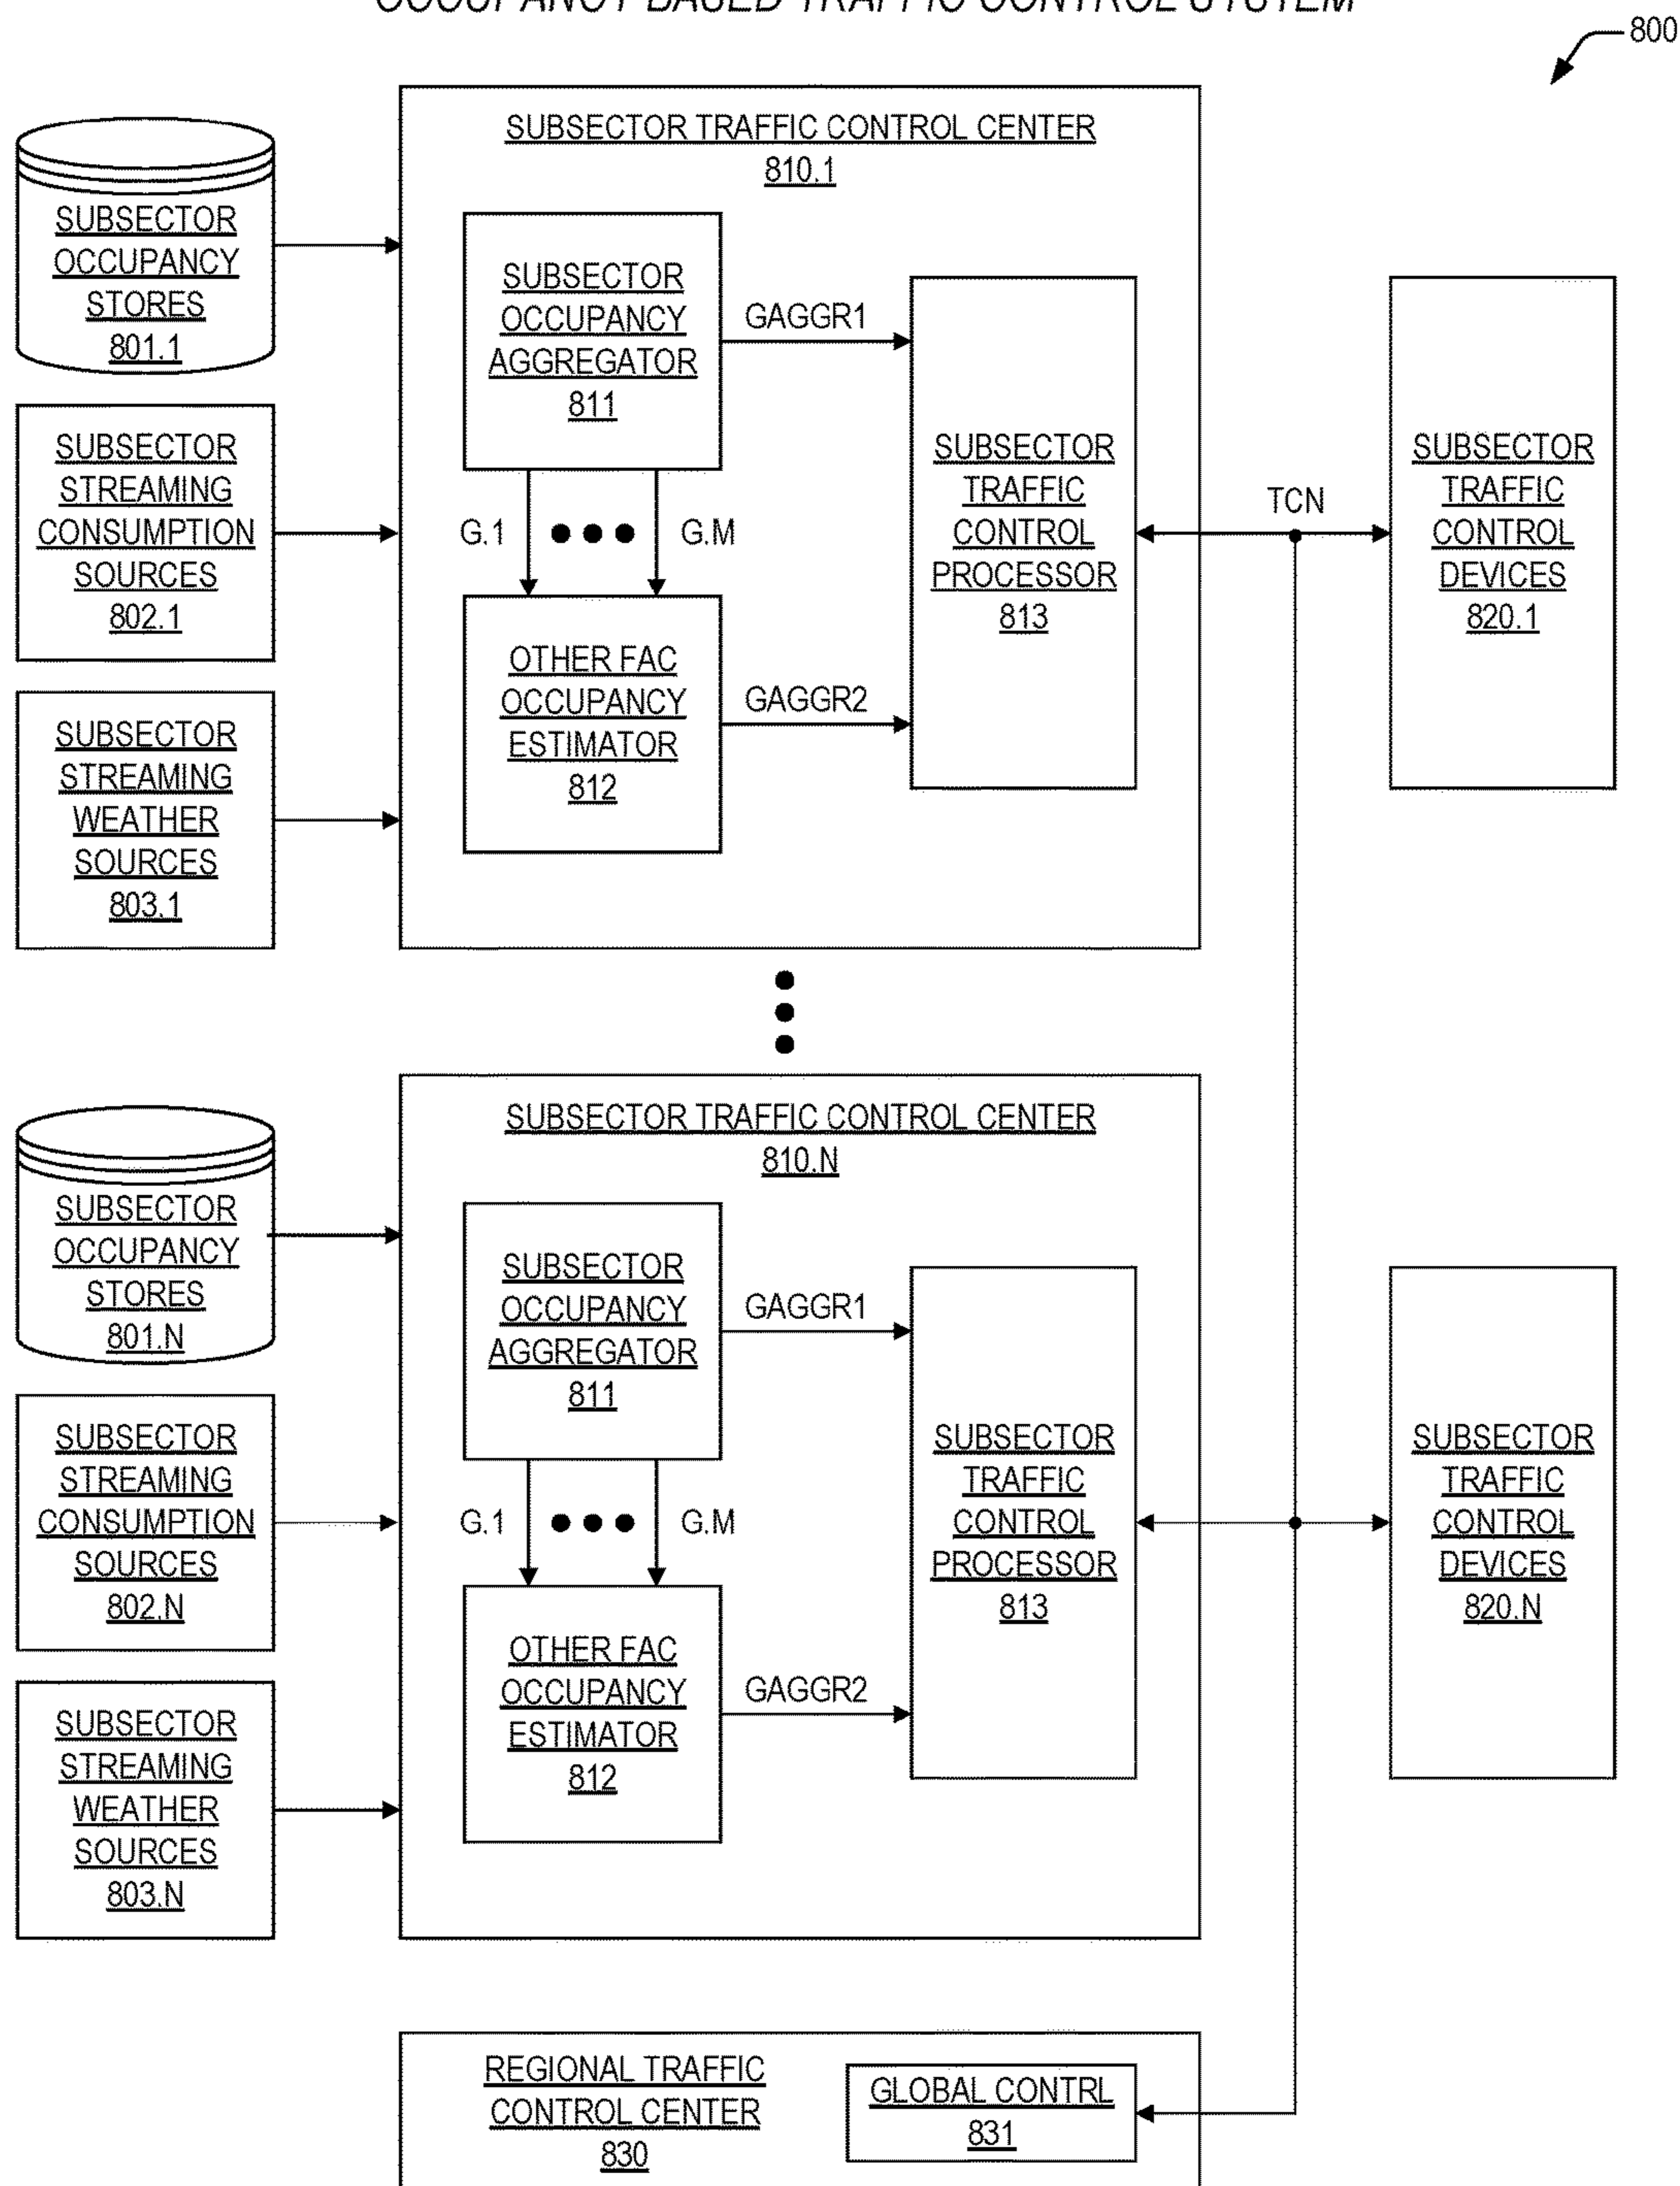 OCCUPANCY BASED TRAFFIC CONTROL SYSTEM
800
SUBSECTOR
OCCUPANCY
STORES
801.1
SUBSECTOR
STREAMING
CONSUMPTION
SOURCES
802.1
SUBSECTOR
STREAMING
WEATHER
SOURCES
803.1
SUBSECTOR TRAFFIC CONTROL CENTER
810.1
SUBSECTOR
OCCUPANCY
AGGREGATOR
811
GAGGR1
G.1
G.M
OTHER FAC
OCCUPANCY
ESTIMATOR
812
GAGGR2
SUBSECTOR
TRAFFIC
CONTROL
PROCESSOR
813
TCN
SUBSECTOR
TRAFFIC
CONTROL
DEVICES
820.1
SUBSECTOR
OCCUPANCY
STORES
801.N
SUBSECTOR
STREAMING
CONSUMPTION
SOURCES
802.N
SUBSECTOR
STREAMING
WEATHER
SOURCES
803.N
SUBSECTOR TRAFFIC CONTROL CENTER
810.N
SUBSECTOR
OCCUPANCY
AGGREGATOR
811
GAGGR1
G.1
G.M
OTHER FAC
OCCUPANCY
ESTIMATOR
812
GAGGR2
SUBSECTOR
TRAFFIC
CONTROL
PROCESSOR
813
SUBSECTOR
TRAFFIC
CONTROL
DEVICES
820.N
REGIONAL TRAFFIC
CONTROL CENTER
830
GLOBAL CONTRL
831